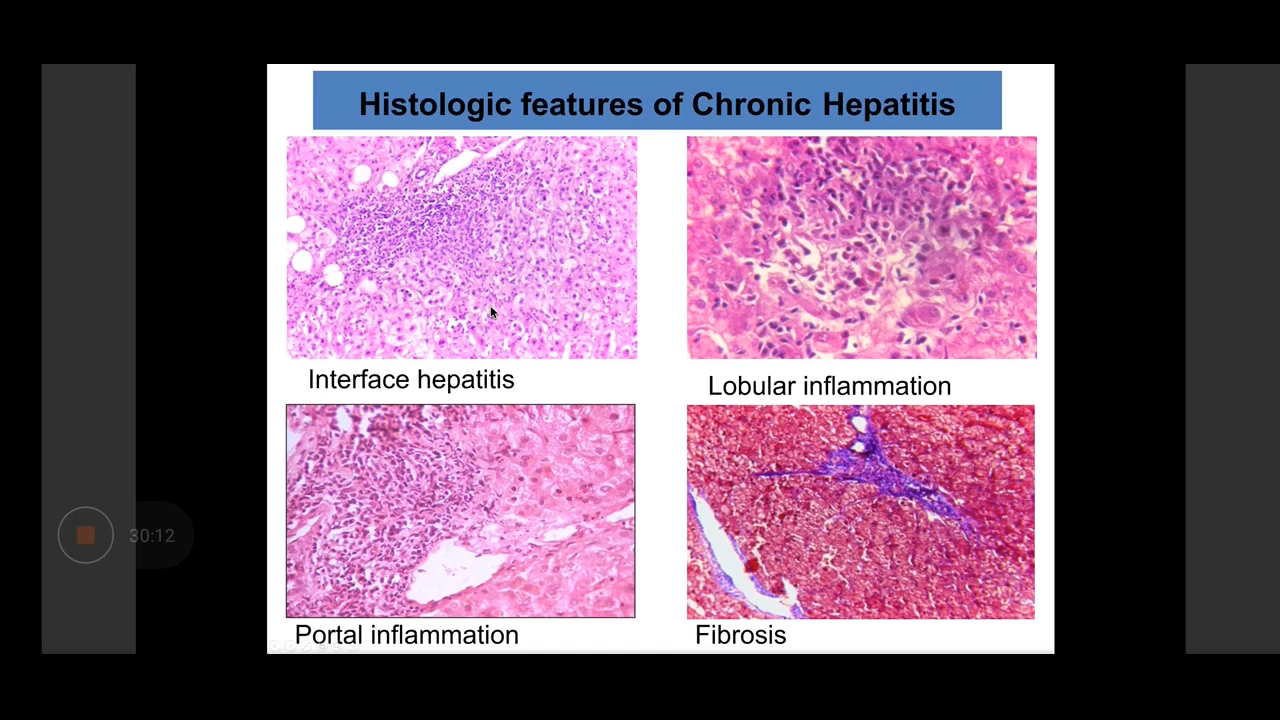 Histologic features of Chronic Hepatitis
Interface hepatitis
Lobular inflammation
Portal inflammation
Fibrosis
30:12